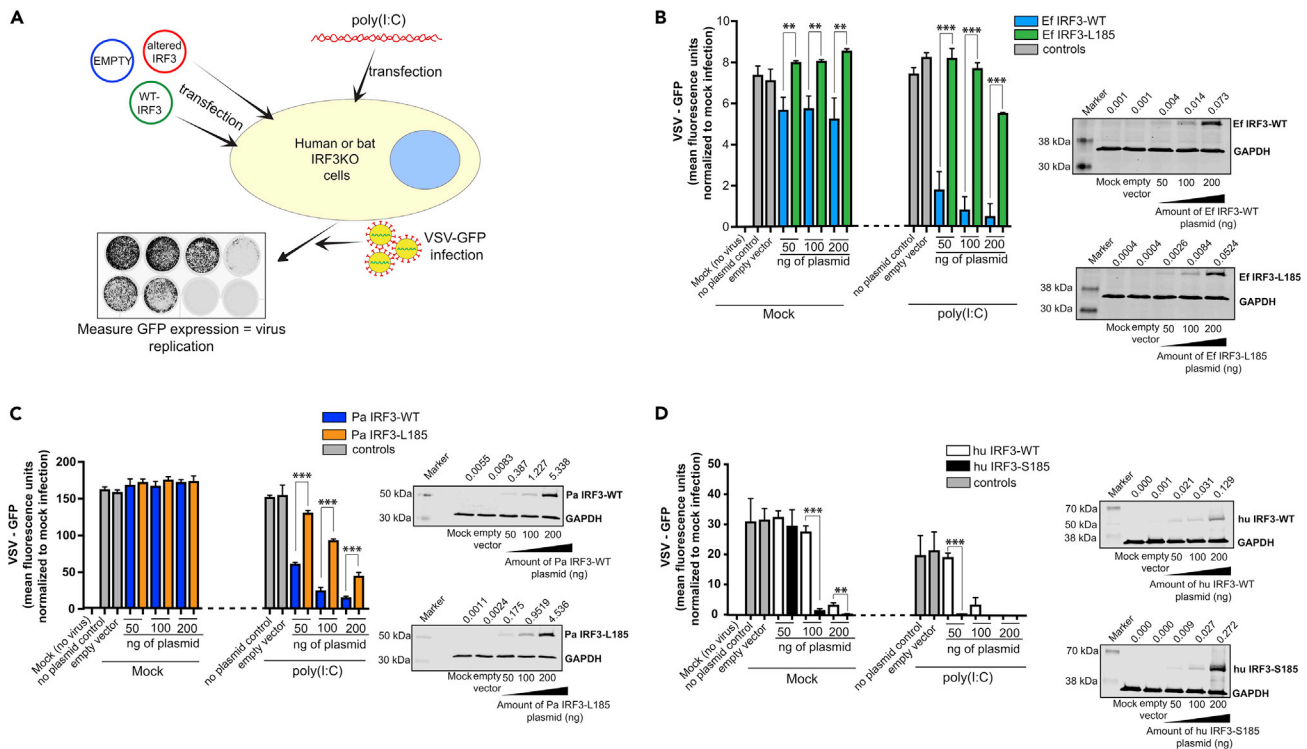 A
poly(I:C)
EMPTY
altered
IRF3
WT-
IRF3
transfection
transfection
Human or bat
IRF3KO
cells
VSV-GFP
infection
Measure GFP expression = virus
replication
B
Ef IRF3-WT
Ef IRF3-L185
controls
VSV - GFP
(mean fluorescence units
normalized to mock infection)
10
8
6
4
2
0
** ** **
*** *** ***
Mock (no virus)
no plasmid control
empty vector
50 100 200
ng of plasmid
Mock
no plasmid control
empty vector
50 100 200
ng of plasmid
poly(I:C)
Marker
0.001 0.001 0.004 0.014 0.073
Ef IRF3-WT
38 kDa
GAPDH
30 kDa
Mock empty 50 100 200
vector
Amount of Ef IRF3-WT
plasmid (ng)
Marker
0.0004 0.0004 0.0026 0.0084 0.0524
Ef IRF3-L185
38 kDa
GAPDH
30 kDa
Mock empty 50 100 200
vector
Amount of Ef IRF3-L185
plasmid (ng)
C
Pa IRF3-WT
Pa IRF3-L185
controls
VSV - GFP
(mean fluorescence units
normalized to mock infection)
200
150
100
50
0
*** *** ***
Mock (no virus)
no plasmid control
empty vector
50 100 200
ng of plasmid
Mock
no plasmid control
empty vector
50 100 200
ng of plasmid
poly(I:C)
Marker
0.0055 0.0083 0.387 1.227 5.338
50 kDa
Pa IRF3-WT
30 kDa
GAPDH
Mock empty 50 100 200
vector
Amount of Pa IRF3-WT
plasmid (ng)
Marker
0.0011 0.0024 0.175 0.9519 4.536
50 kDa
Pa IRF3-L185
30 kDa
GAPDH
Mock empty 50 100 200
vector
Amount of Pa IRF3-L185
plasmid (ng)
D
hu IRF3-WT
hu IRF3-S185
controls
VSV - GFP
(mean fluorescence units
normalized to mock infection)
50
40
30
20
10
0
*** **
***
Mock (no virus)
no plasmid control
empty vector
50 100 200
ng of plasmid
Mock
no plasmid control
empty vector
50 100 200
ng of plasmid
poly(I:C)
Marker
0.000 0.001 0.021 0.031 0.129
70 kDa
50 kDa
hu IRF3-WT
38 kDa
GAPDH
Mock empty 50 100 200
vector
Amount of hu IRF3-WT
plasmid (ng)
Marker
0.000 0.000 0.009 0.027 0.272
70 kDa
hu IRF3-S185
38 kDa
GAPDH
Mock empty 50 100 200
vector
Amount of hu IRF3-S185
plasmid (ng)